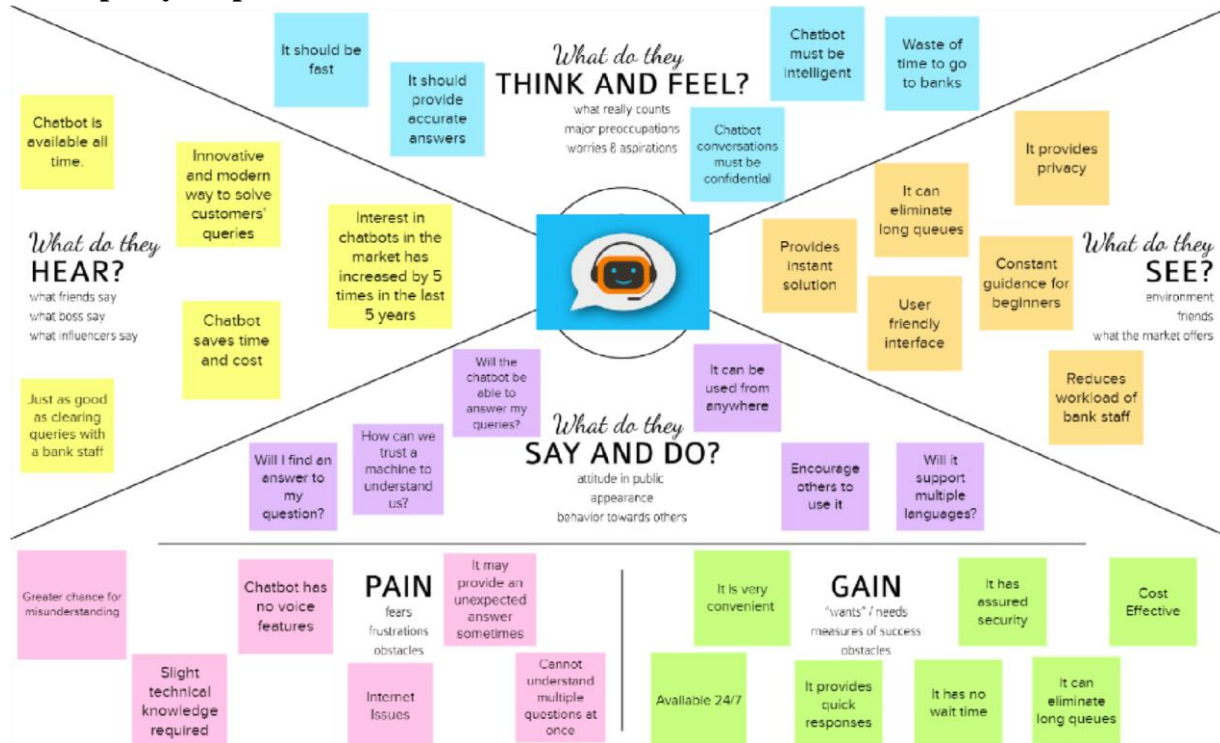 It should be
fast
It should
provide
accurate
answers
What do they
THINK AND FEEL?
what really counts
major preoccupations
worries & aspirations
Chatbot
must be
intelligent
Waste of
time to go
to banks
Chatbot
conversations
must be
confidential
Chatbot is
available all
time.
Innovative
and modern
way to solve
customers'
queries
Interest in
chatbots in the
market has
increased by 5
times in the last
5 years
What do they
HEAR?
what friends say
what boss say
what influencers say
Chatbot
saves time
and cost
Just as good
as clearing
queries with
a bank staff
It provides
privacy
It can
eliminate
long queues
Provides
instant
solution
Constant
guidance for
beginners
User
friendly
interface
What do they
SEE?
environment
friends
what the market offers
Reduces
workload of
bank staff
Will the
chatbot be
able to
answer my
queries?
It can be
used from
anywhere
How can we
trust a
machine to
understand
us?
Will I find an
answer to
my
question?
What do they
SAY AND DO?
attitude in public
appearance
behavior towards others
Encourage
others to
use it
Will it
support
multiple
languages?
Greater chance for
misunderstanding
Chatbot has
no voice
features
PAIN
fears
frustrations
obstacles
It may
provide an
unexpected
answer
sometimes
Slight
technical
knowledge
required
Internet
Issues
Cannot
understand
multiple
questions at
once
It is very
convenient
GAIN
"wants" / needs
measures of success
obstacles
It has
assured
security
Cost
Effective
Available 24/7
It provides
quick
responses
It has no
wait time
It can
eliminate
long queues